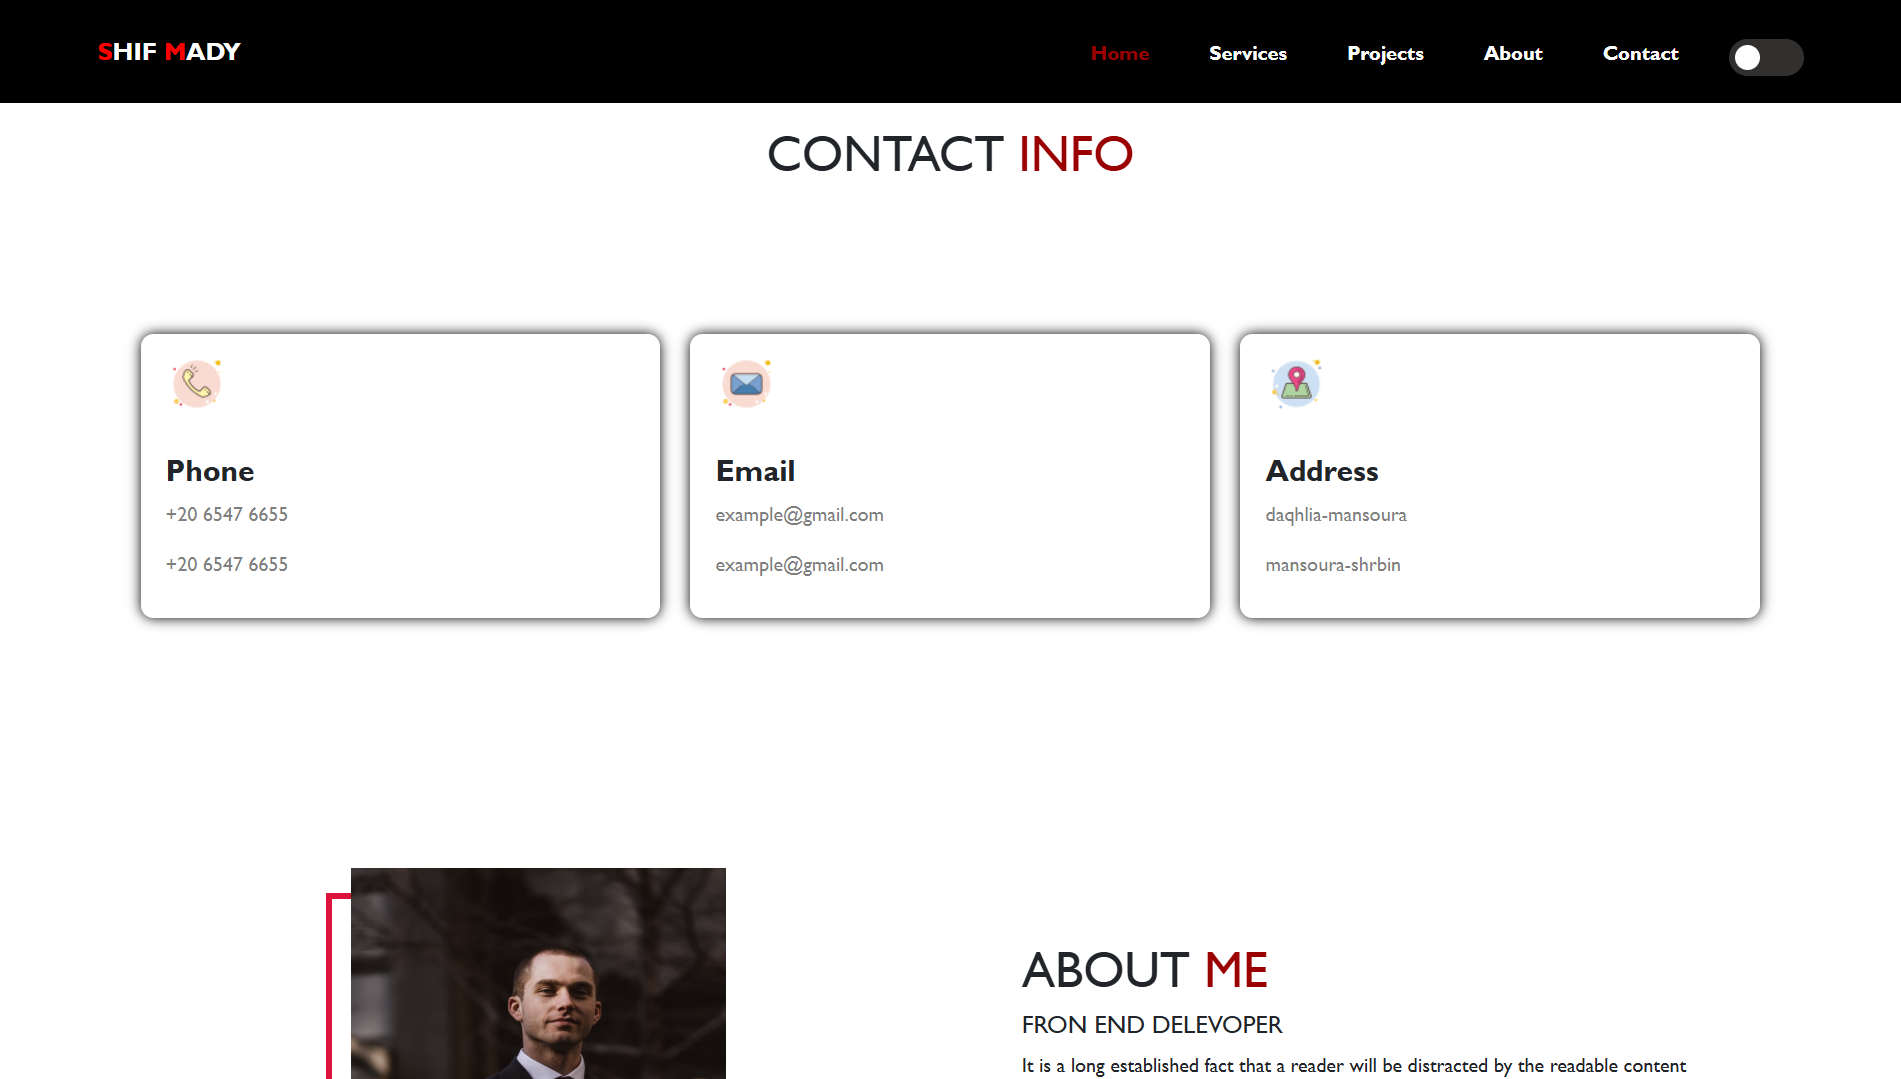 SHIF MADY
Home Services Projects About Contact
CONTACT INFO
Phone
+20 6547 6655
+20 6547 6655
Email
example@gmail.com
example@gmail.com
Address
daqhlia-mansoura
mansoura-shrbin
ABOUT ME
FRON END DELEVOPER
It is a long established fact that a reader will be distracted by the readable content